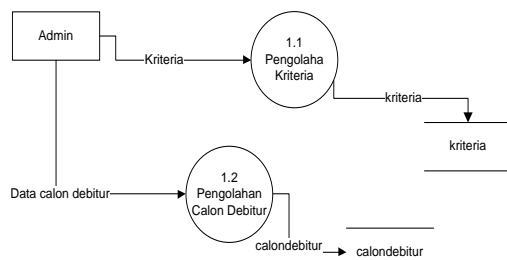 Admin
Kriteria
1.1
Pengolaha
Kriteria
kriteria
kriteria
Data calon debitur
1.2
Pengolahan
Calon Debitur
calondebitur
calondebitur